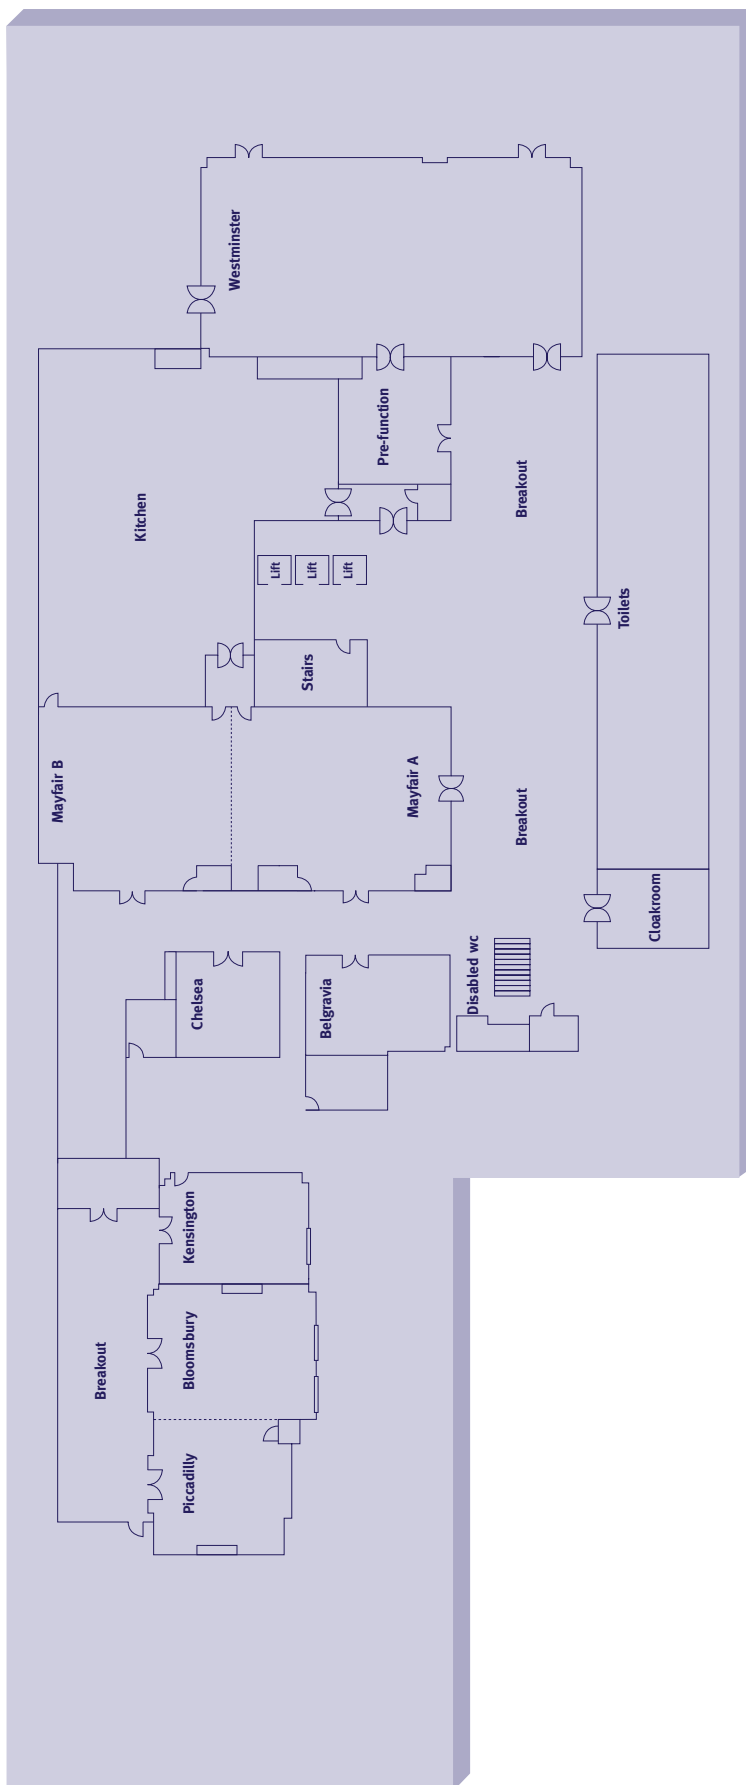 Westminster
Pre-function
Kitchen
Breakout
Lift
Lift
Lift
Toilets
Stairs
Mayfair B
Mayfair A
Breakout
Cloakroom
Chelsea
Belgravia
Disabled wc
Kensington
Bloomsbury
Breakout
Piccadilly